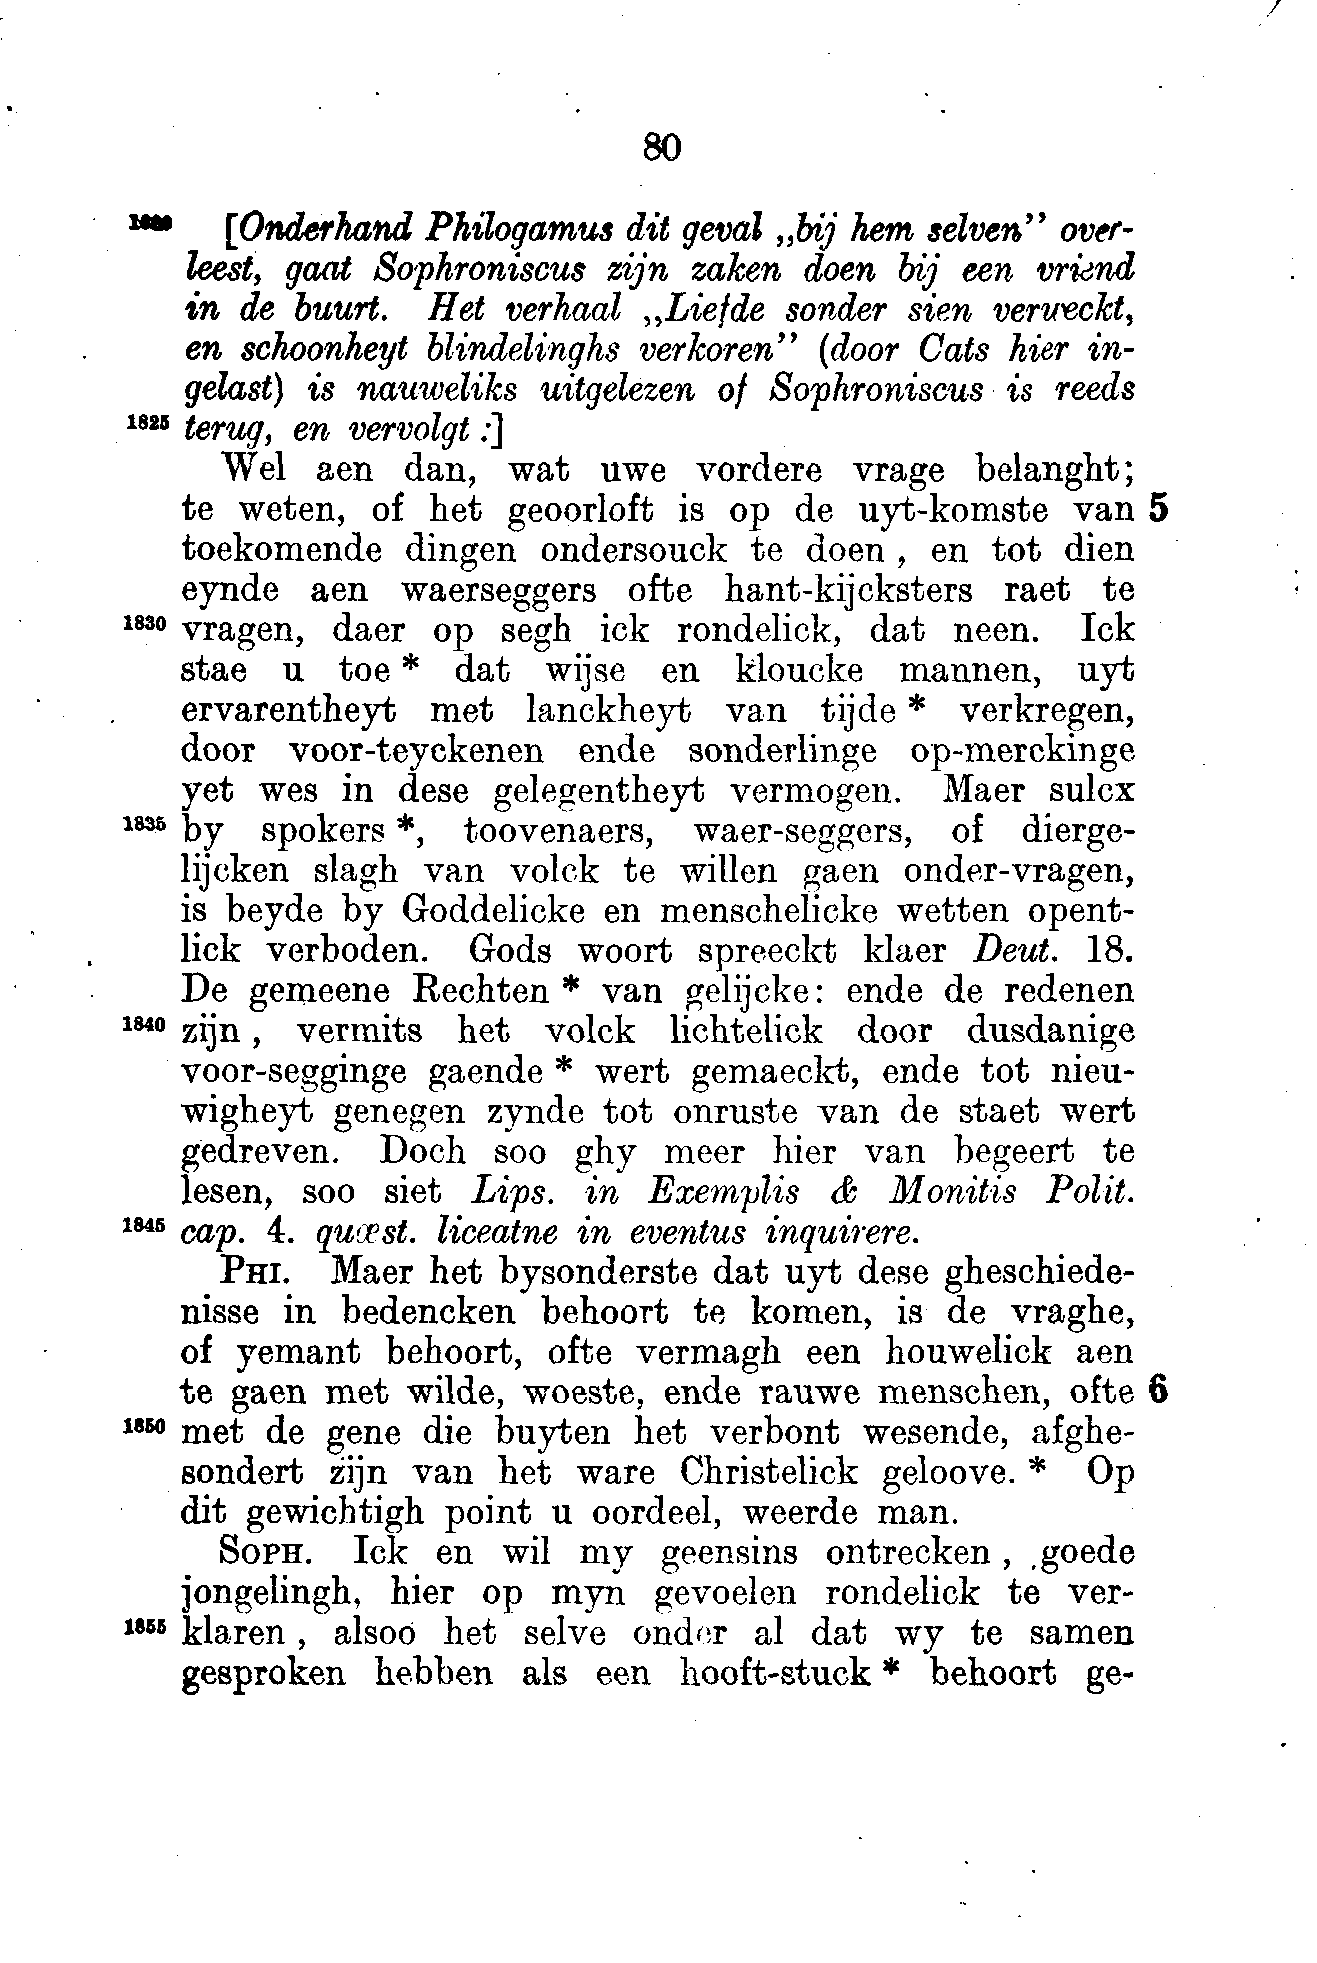 80
1820 [Onderhand Philogamus dit geval „bij hem selven” over-
leest, gaat Sophroniscus zijn zaken doen bij een vriend
in de buurt. Het verhaal „Liefde sonder sien verweckt,
en schoonheyt blindelinghs verkoren” (door Cats hier in-
gelast) is nauweliks uitgelezen of Sophroniscus is reeds
1825 terug, en vervolgt :]
Wel aen dan, wat uwe vordere vrage belanght;
te weten, of het geoorloft is op de uyt-komste van 5
toekomende dingen ondersouck te doen, en tot dien
eynde aen waerseggers ofte hant-kijcksters raet te
1830 vragen, daer op segh ick rondelick, dat neen. Ick
stae u toe * dat wijse en kloucke mannen, uyt
ervarentheyt met lanckheyt van tijde * verkregen,
door voor-teyckenen ende sonderlinge op-merckinge
yet wes in dese gelegentheyt vermogen. Maer sulcx
1835 by spokers *, toovenaers, waer-seggers, of dierge-
lijcken slagh van volck te willen gaen onder-vragen,
is beyde by Goddelicke en menschelicke wetten opent-
lick verboden. Gods woort spreeckt klaer Deut. 18.
De gemeene Rechten * van gelijcke: ende de redenen
1840 zijn, vermits het volck lichtelick door dusdanige
voor-segginge gaende * wert gemaeckt, ende tot nieu-
wigheyt genegen zynde tot onruste van de staet wert
gedreven. Doch soo ghy meer hier van begeert te
lesen, soo siet Lips. in Exemplis & Monitis Polit.
1845 cap. 4. quæst. liceatne in eventus inquirere.
PHI. Maer het bysonderste dat uyt dese gheschiede-
nisse in bedencken behoort te komen, is de vraghe,
of yemant behoort, ofte vermagh een houwelick aen
te gaen met wilde, woeste, ende rauwe menschen, ofte 6
1850 met de gene die buyten het verbont wesende, afghe-
sondert zijn van het ware Christelick geloove. * Op
dit gewichtigh point u oordeel, weerde man.
SOPH. Ick en wil my geensins ontrecken, goede
jongelingh, hier op myn gevoelen rondelick te ver-
1855 klaren, alsoo het selve onder al dat wy te samen
gesproken hebben als een hooft-stuck * behoort ge-